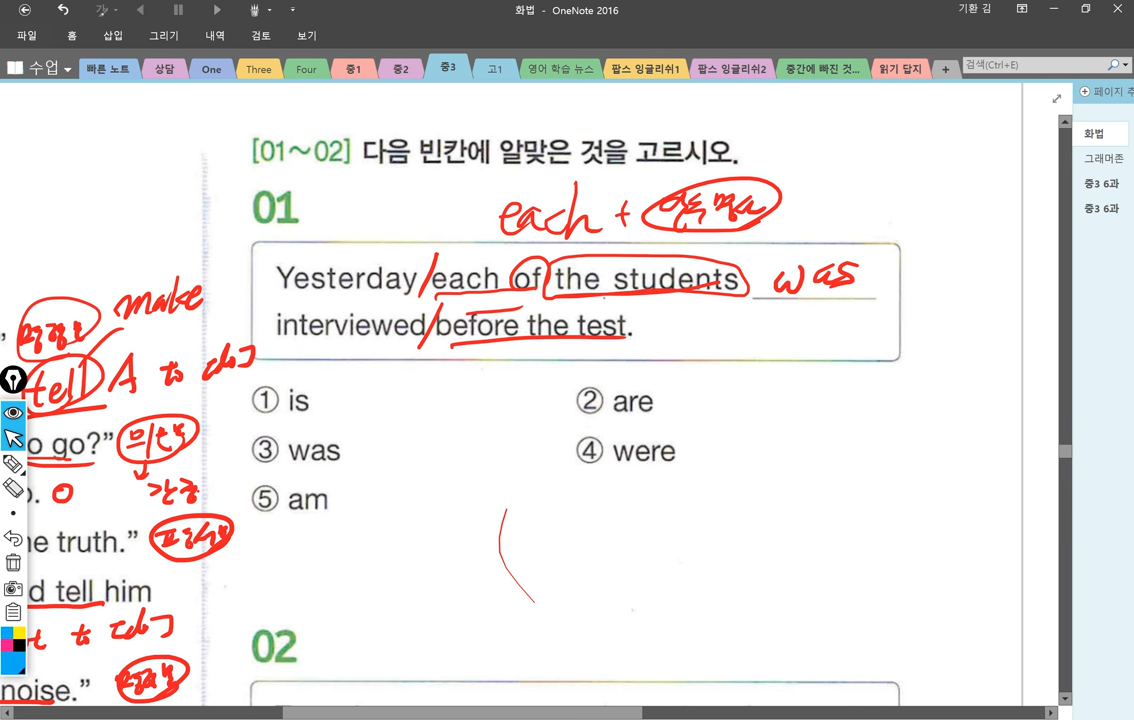 화법 - OneNote 2016
기환 김
파일 홈 삽입 그리기 내역 검토 보기
수업 빠른 노트 상담 One Three Four 중1 중2 중3 고1 영어 학습 뉴스 팝스 잉글리쉬1 팝스 잉글리쉬2 중간에 빠진 것... 읽기 답지 + 검색(Ctrl+E)
페이지 추
화법
그래머존
중3 6과
중3 6과
[01~02] 다음 빈칸에 알맞은 것을 고르시오.
01
each +
Yesterday / each of the students was
interviewed / before the test.
① is
② are
③ was
④ were
⑤ am
02
make
tell A to
o go?"
o. O
ne truth."
d tell him
to
noise."